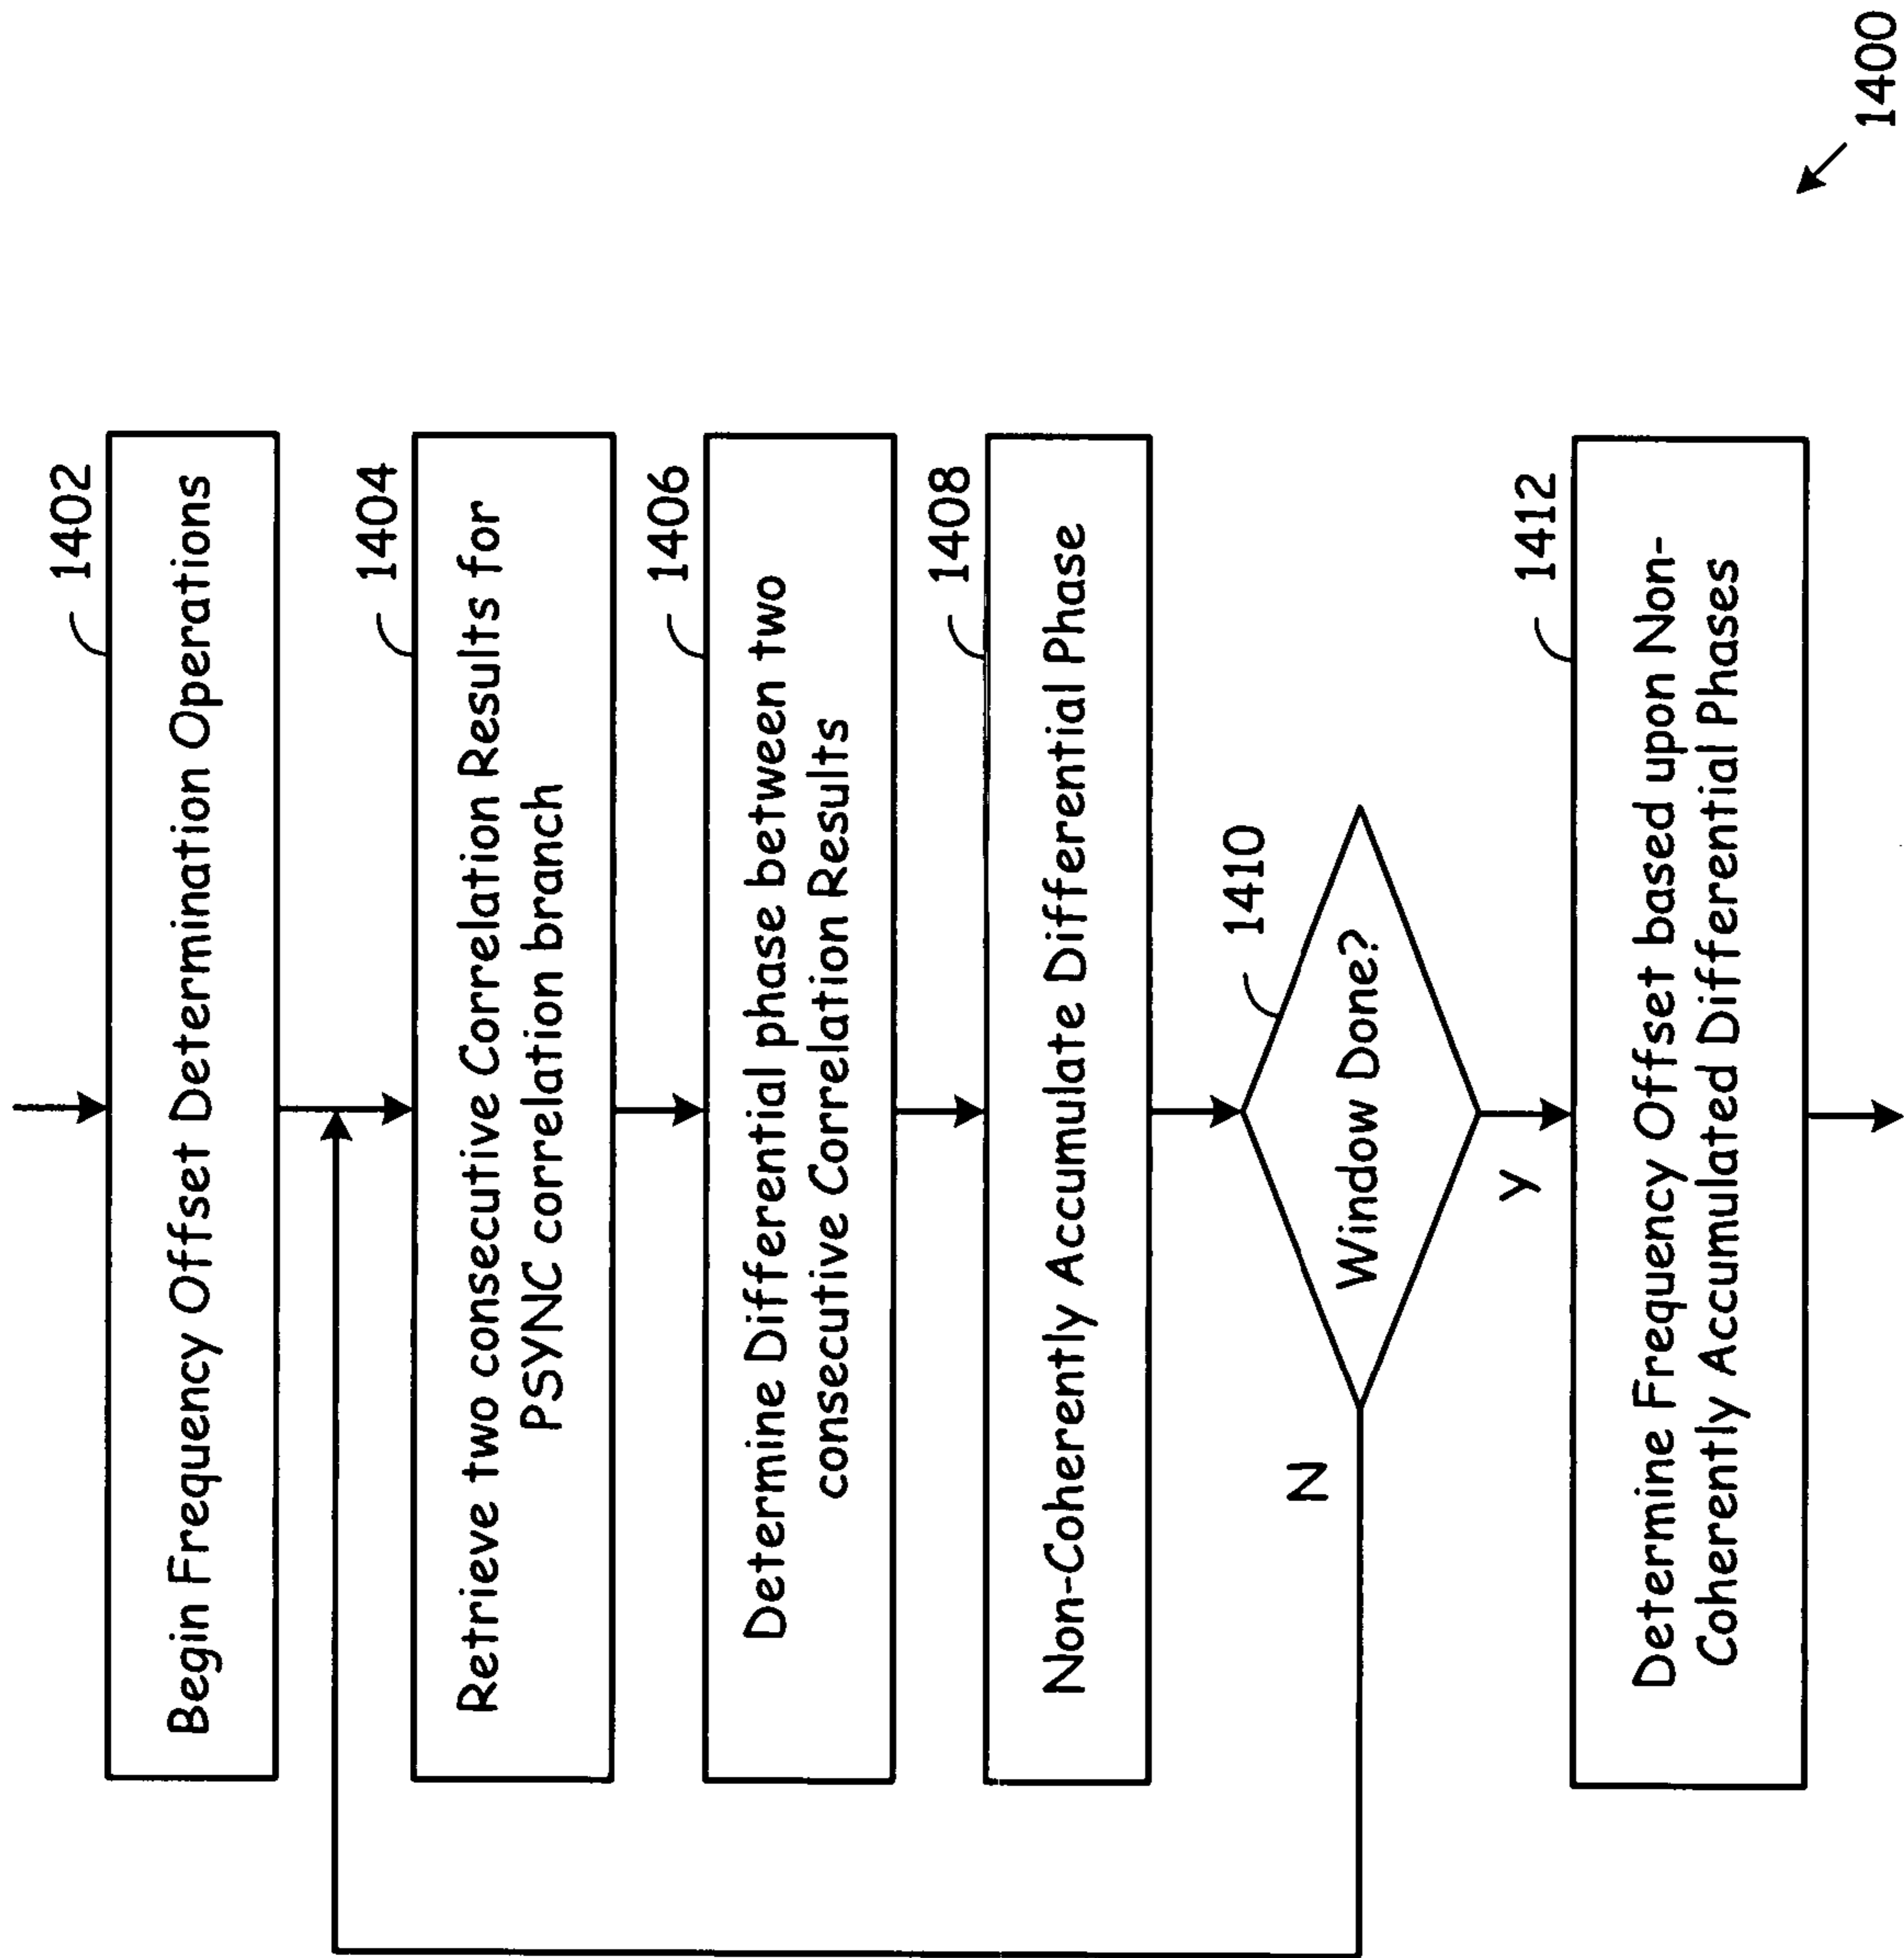 1402
Begin Frequency Offset Determination Operations
1404
Retrieve two consecutive Correlation Results for
PSYNC correlation branch
1406
Determine Differential phase between two
consecutive Correlation Results
1408
Non-Coherently Accumulate Differential Phase
1410
Window Done?
N
Y
1412
Determine Frequency Offset based upon Non-
Coherently Accumulated Differential Phases
1400